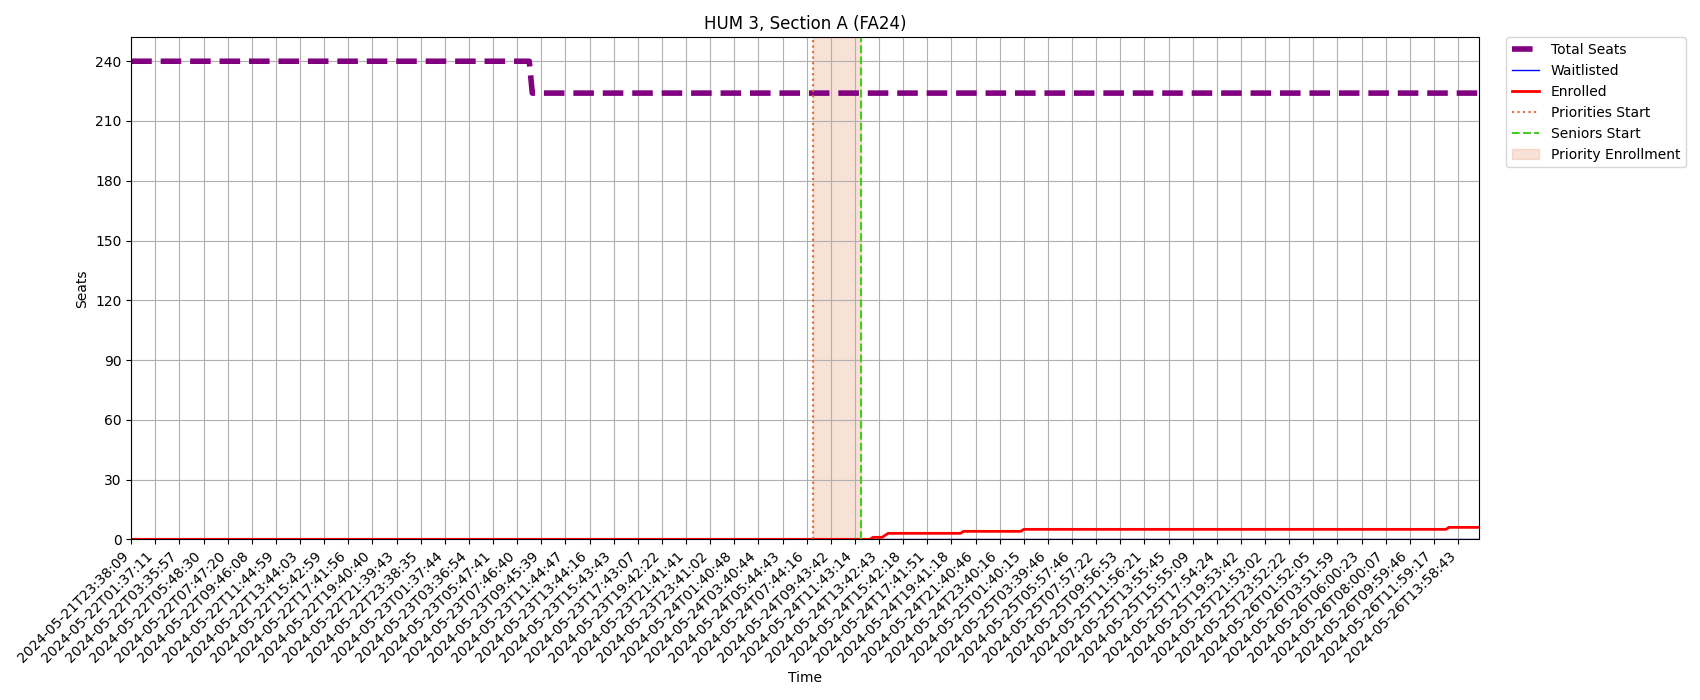 HUM 3, Section A (FA24)
Total Seats
Waitlisted
Enrolled
Priorities Start
Seniors Start
Priority Enrollment
Seats
240
210
180
150
120
90
60
30
0
2024-05-21T23:38:09
2024-05-22T01:37:11
2024-05-22T03:35:57
2024-05-22T05:48:30
2024-05-22T07:47:20
2024-05-22T09:46:08
2024-05-22T11:44:59
2024-05-22T13:44:03
2024-05-22T15:42:59
2024-05-22T17:41:56
2024-05-22T19:40:40
2024-05-22T21:39:43
2024-05-22T23:38:35
2024-05-23T01:37:44
2024-05-23T03:36:54
2024-05-23T05:47:41
2024-05-23T07:46:40
2024-05-23T09:45:39
2024-05-23T11:44:47
2024-05-23T13:44:16
2024-05-23T15:43:43
2024-05-23T17:43:07
2024-05-23T19:42:22
2024-05-23T21:41:41
2024-05-23T23:41:02
2024-05-24T01:40:48
2024-05-24T03:40:44
2024-05-24T05:44:43
2024-05-24T07:44:16
2024-05-24T09:43:42
2024-05-24T11:43:14
2024-05-24T13:42:43
2024-05-24T15:42:18
2024-05-24T17:41:51
2024-05-24T19:41:18
2024-05-24T21:40:46
2024-05-24T23:40:16
2024-05-25T01:40:15
2024-05-25T03:39:46
2024-05-25T05:57:46
2024-05-25T07:57:22
2024-05-25T09:56:53
2024-05-25T11:56:21
2024-05-25T13:55:45
2024-05-25T15:55:09
2024-05-25T17:54:24
2024-05-25T19:53:42
2024-05-25T21:53:02
2024-05-25T23:52:22
2024-05-26T01:52:05
2024-05-26T03:51:59
2024-05-26T06:00:23
2024-05-26T08:00:07
2024-05-26T09:59:46
2024-05-26T11:59:17
2024-05-26T13:58:43
Time